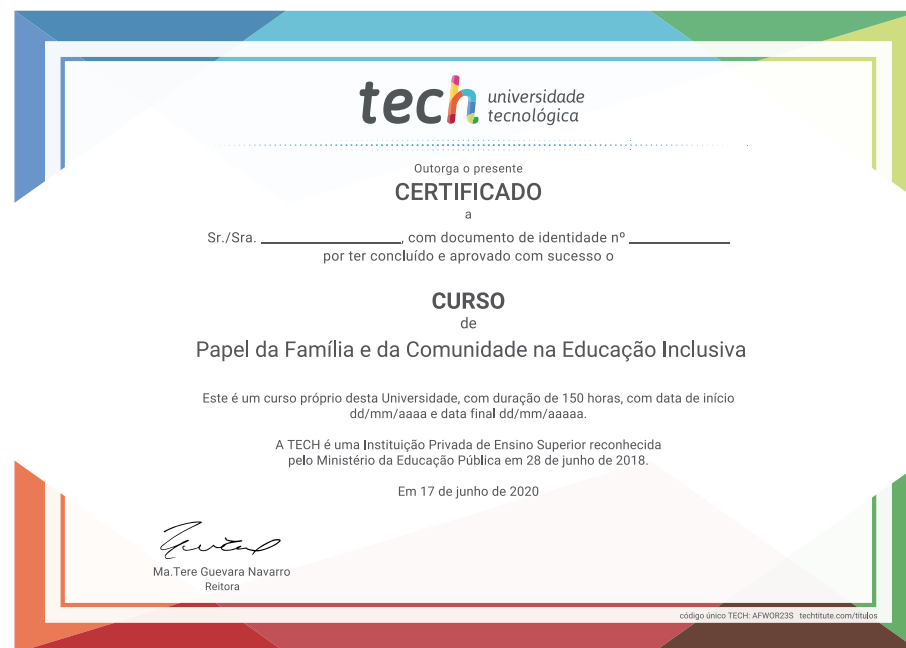 tech universidade
tecnológica
Outorga o presente
CERTIFICADO
a
Sr./Sra. ____________________, com documento de identidade nº ______________
por ter concluído e aprovado com sucesso o
CURSO
de
Papel da Família e da Comunidade na Educação Inclusiva
Este é um curso próprio desta Universidade, com duração de 150 horas, com data de início
dd/mm/aaaa e data final dd/mm/aaaaa.
A TECH é uma Instituição Privada de Ensino Superior reconhecida
pelo Ministério da Educação Pública em 28 de junho de 2018.
Em 17 de junho de 2020
Ma.Tere Guevara Navarro
Reitora
código único TECH: AFWOR23S techtitute.com/titulos